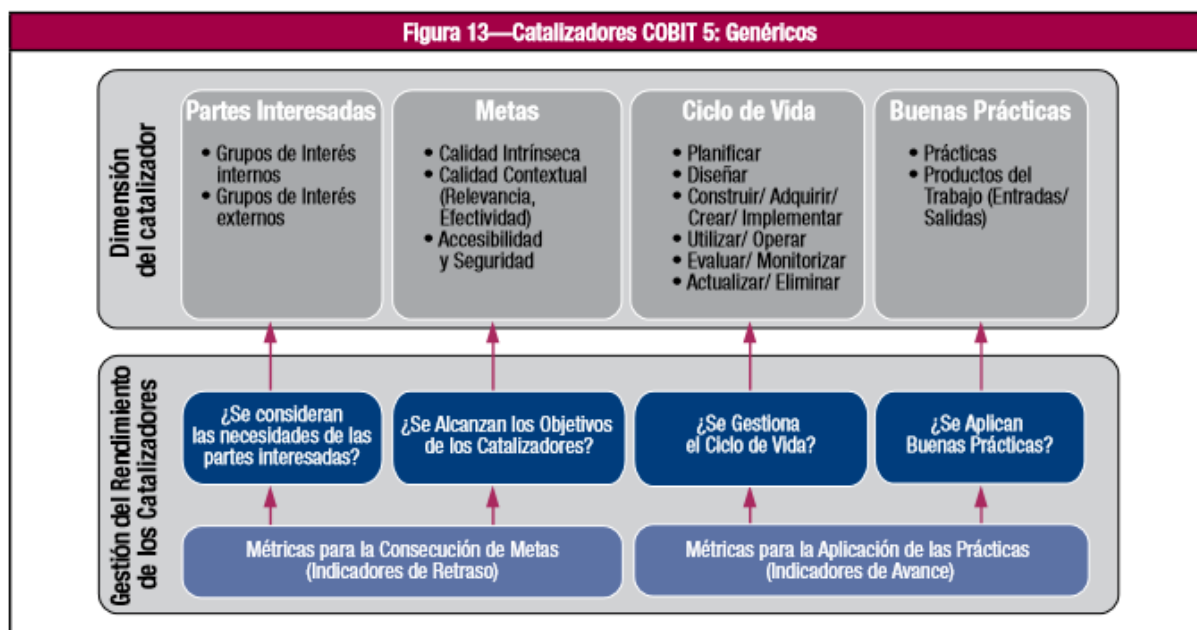 Figura 13—Catalizadores COBIT 5: Genéricos
Dimensión
del catalizador
Partes Interesadas
• Grupos de Interés
internos
• Grupos de Interés
externos
Metas
• Calidad Intrínseca
• Calidad Contextual
(Relevancia,
Efectividad)
• Accesibilidad
y Seguridad
Ciclo de Vida
• Planificar
• Diseñar
• Construir/ Adquirir/
Crear/ Implementar
• Utilizar/ Operar
• Evaluar/ Monitorizar
• Actualizar/ Eliminar
Buenas Prácticas
• Prácticas
• Productos del
Trabajo (Entradas/
Salidas)
Gestión del Rendimiento
de los Catalizadores
¿Se consideran
las necesidades de las
partes interesadas?
¿Se Alcanzan los Objetivos
de los Catalizadores?
¿Se Gestiona
el Ciclo de Vida?
¿Se Aplican
Buenas Prácticas?
Métricas para la Consecución de Metas
(Indicadores de Retraso)
Métricas para la Aplicación de las Prácticas
(Indicadores de Avance)